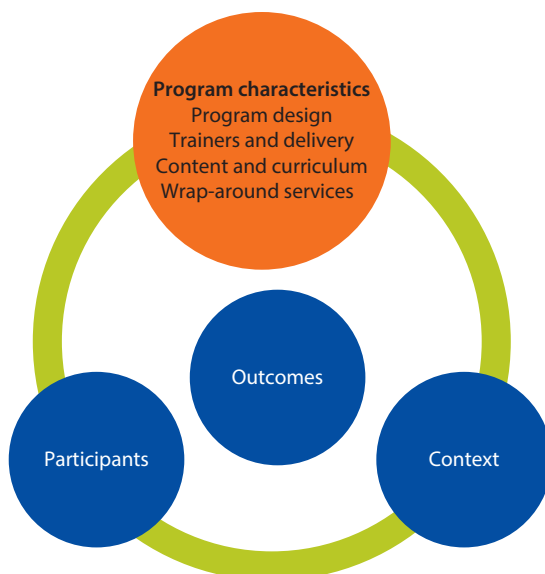 Program characteristics
Program design
Trainers and delivery
Content and curriculum
Wrap-around services
Outcomes
Participants
Context